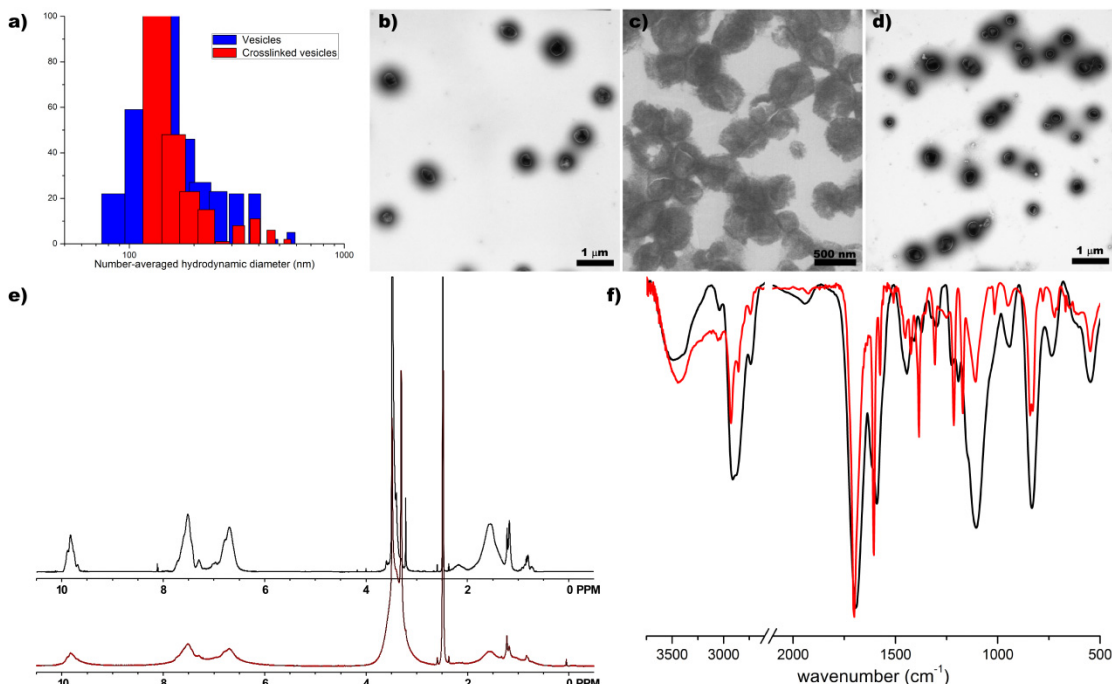 a)
100
80
60
40
20
0
Vesicles
Crosslinked vesicles
100
1000
Number-averaged hydrodynamic diameter (nm)
b)
1 μm
c)
500 nm
d)
1 μm
e)
10 8 6 4 2 0 PPM
10 8 6 4 2 0 PPM
f)
3500 3000 2000 1500 1000 500
wavenumber (cm⁻¹)